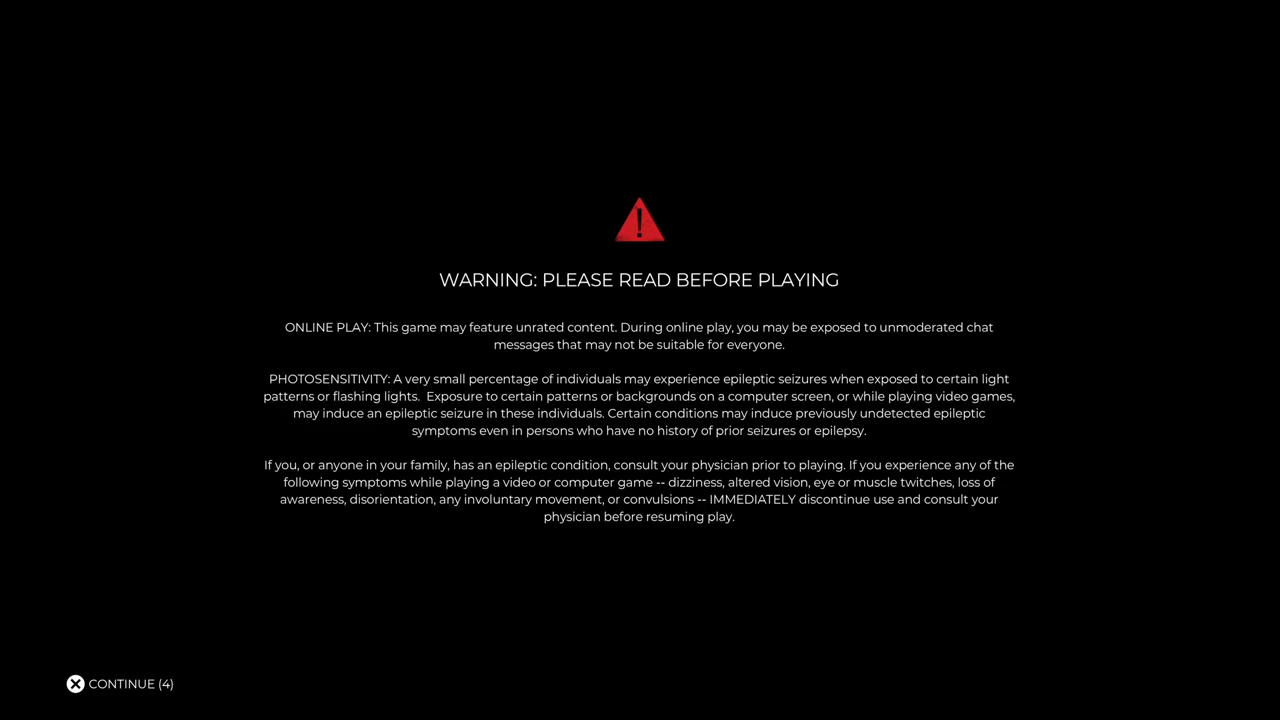 WARNING: PLEASE READ BEFORE PLAYING
ONLINE PLAY: This game may feature unrated content. During online play, you may be exposed to unmoderated chat
messages that may not be suitable for everyone.
PHOTOSENSITIVITY: A very small percentage of individuals may experience epileptic seizures when exposed to certain light
patterns or flashing lights.  Exposure to certain patterns or backgrounds on a computer screen, or while playing video games,
may induce an epileptic seizure in these individuals. Certain conditions may induce previously undetected epileptic
symptoms even in persons who have no history of prior seizures or epilepsy.
If you, or anyone in your family, has an epileptic condition, consult your physician prior to playing. If you experience any of the
following symptoms while playing a video or computer game -- dizziness, altered vision, eye or muscle twitches, loss of
awareness, disorientation, any involuntary movement, or convulsions -- IMMEDIATELY discontinue use and consult your
physician before resuming play.
CONTINUE (4)